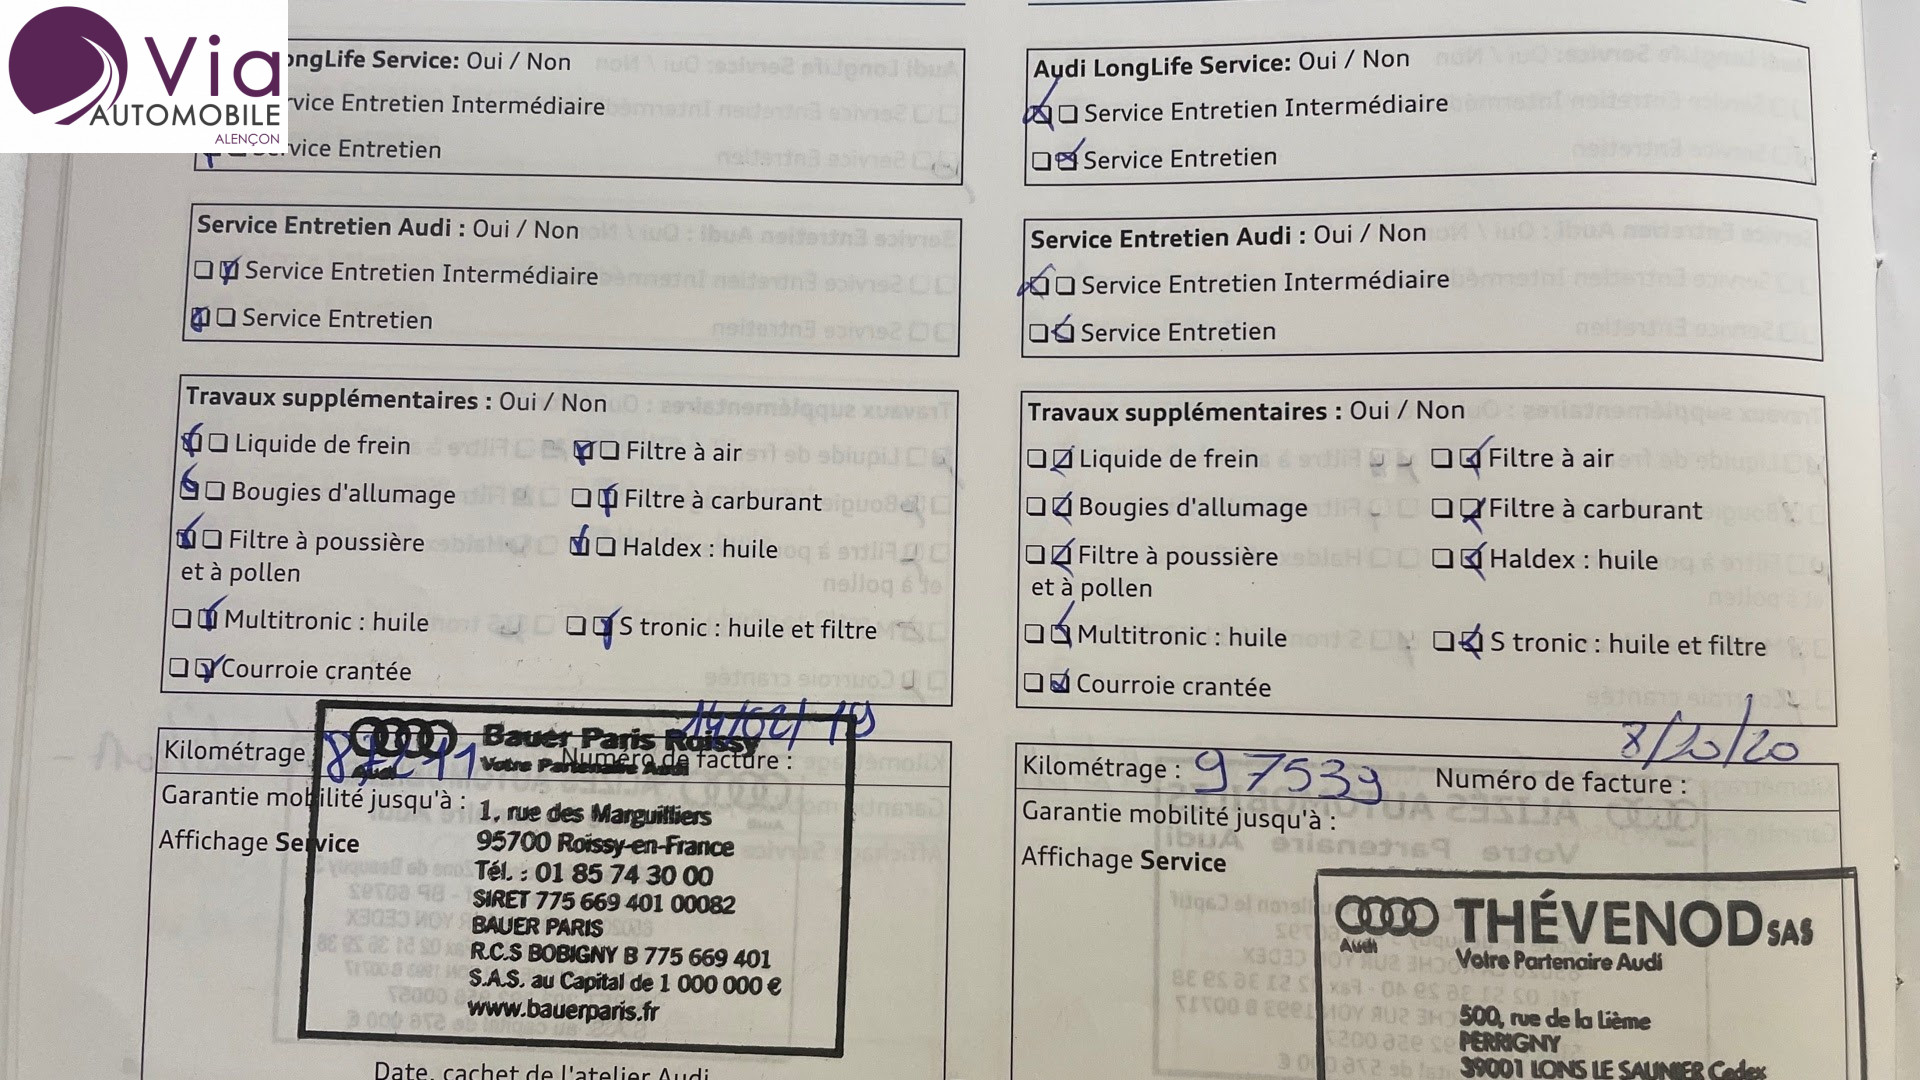 Via
AUTOMOBILE
ALENÇON
ongLife Service: Oui / Non
rvice Entretien Intermédiaire
vice Entretien
Service Entretien Audi : Oui / Non
Service Entretien Intermédiaire
Service Entretien
Travaux supplémentaires : Oui / Non
Liquide de frein
Filtre à air
Bougies d'allumage
Filtre à carburant
Filtre à poussière
et à pollen
Haldex : huile
Multitronic : huile
S tronic : huile et filtre
Courroie crantée
14/02/19
Kilométrage
Numéro de facture :
Garantie mobilité jusqu'à :
Affichage Service
Audi
Bauer Paris Roissy
Votre Partenaire Audi
1, rue des Marguilliers
95700 Roissy-en-France
Tél. : 01 85 74 30 00
SIRET 775 669 401 00082
BAUER PARIS
R.C.S BOBIGNY B 775 669 401
S.A.S. au Capital de 1 000 000 €
www.bauerparis.fr
Date, cachet de l'atelier Audi
Audi LongLife Service: Oui / Non
Service Entretien Intermédiaire
Service Entretien
Service Entretien Audi : Oui / Non
Service Entretien Intermédiaire
Service Entretien
Travaux supplémentaires : Oui / Non
Liquide de frein
Filtre à air
Bougies d'allumage
Filtre à carburant
Filtre à poussière
et à pollen
Haldex : huile
Multitronic : huile
S tronic : huile et filtre
Courroie crantée
Kilométrage : 97539
Numéro de facture :
Garantie mobilité jusqu'à :
Affichage Service
Audi
THÉVENOD SAS
Votre Partenaire Audi
500, rue de la Lième
PERRIGNY
39001 LONS LE SAUNIER Cedex